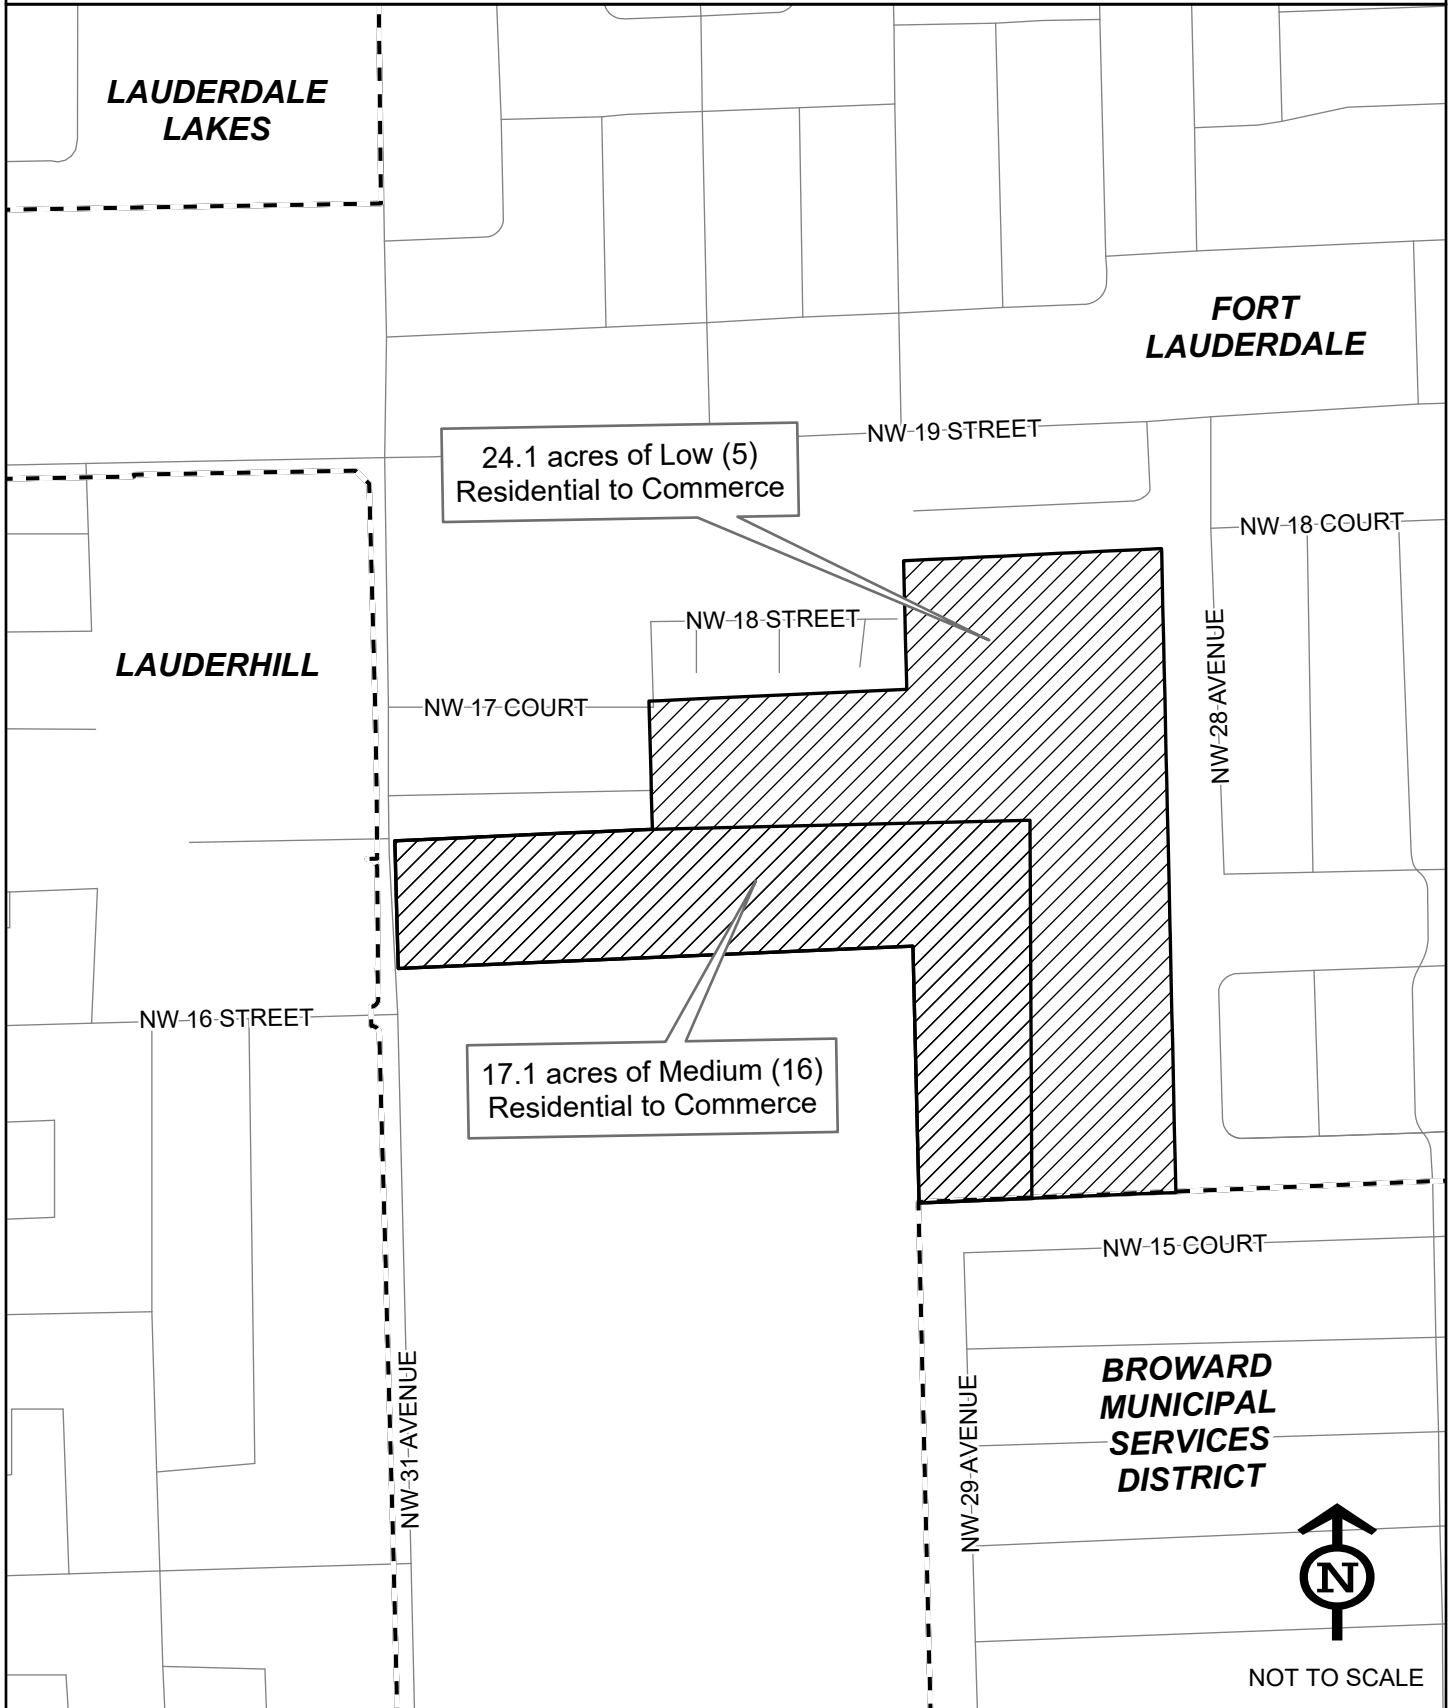 LAUDERDALE
LAKES
FORT
LAUDERDALE
NW 19 STREET
24.1 acres of Low (5)
Residential to Commerce
NW 18 COURT
NW 18 STREET
NW 28 AVENUE
LAUDERHILL
NW 17 COURT
NW 16 STREET
17.1 acres of Medium (16)
Residential to Commerce
NW 15 COURT
NW 31 AVENUE
NW 29 AVENUE
BROWARD
MUNICIPAL
SERVICES
DISTRICT
N
NOT TO SCALE